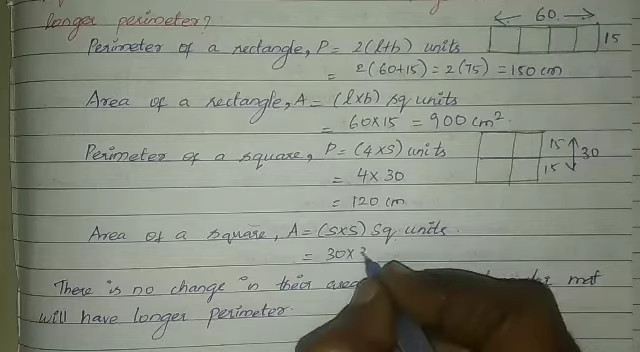 longer perimeter?
60
Perimeter of a rectangle, P = 2(l+b) units
15
= 2(60+15) = 2(75) = 150 cm
Area of a rectangle, A = (l×b) sq units
= 60×15 = 900 cm².
Perimeter of a square, P = (4×s) units
15
30
= 4×30
15
= 120 cm
Area of a square, A = (s×s) sq. units.
= 30×3
There is no change in their mat
will have longer perimeter.